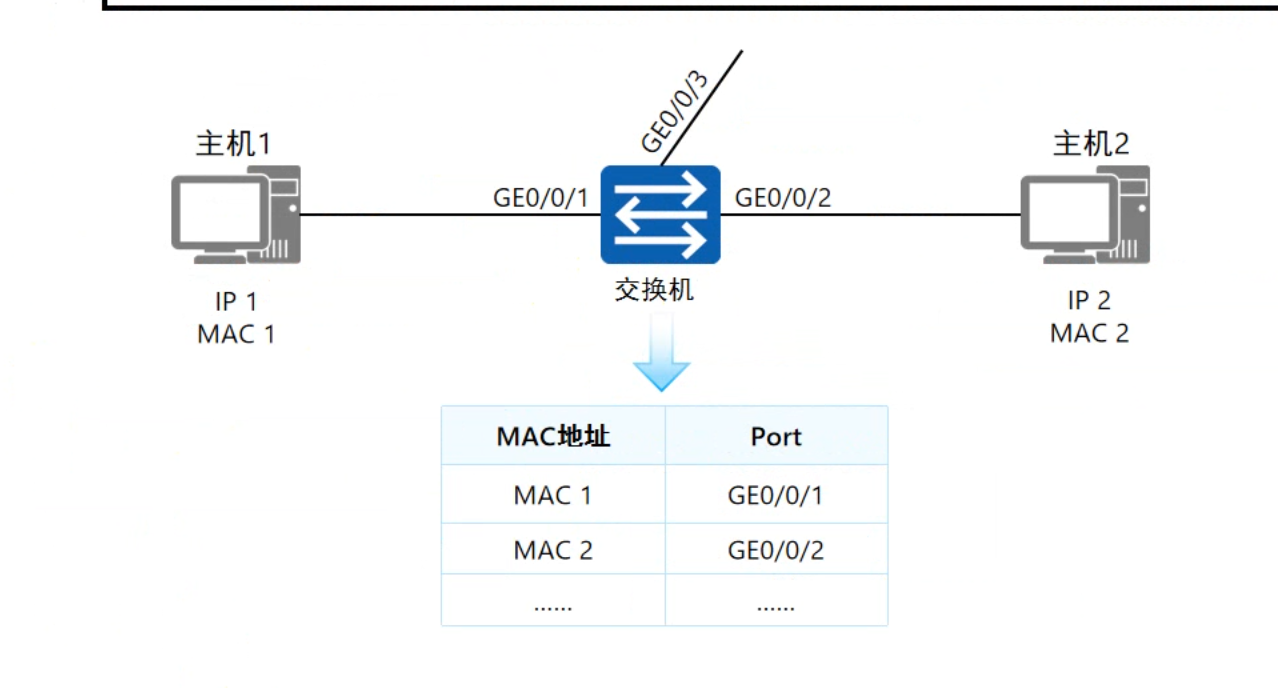 GE0/0/3
主机1
主机2
GE0/0/1
GE0/0/2
交换机
IP 1
MAC 1
IP 2
MAC 2
MAC地址 Port
MAC 1 GE0/0/1
MAC 2 GE0/0/2
...... ......